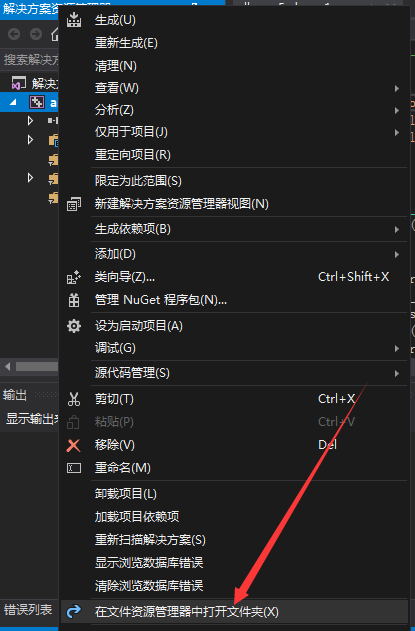 解决方案资源管理器
搜索解决方
解决方
生成(U)
重新生成(E)
清理(N)
查看(W)
分析(Z)
仅用于项目(J)
重定向项目(R)
限定为此范围(S)
新建解决方案资源管理器视图(N)
生成依赖项(B)
添加(D)
类向导(Z)... Ctrl+Shift+X
管理 NuGet 程序包(N)...
设为启动项目(A)
调试(G)
源代码管理(S)
输出
剪切(T) Ctrl+X
显示输出来
粘贴(P) Ctrl+V
移除(V) Del
重命名(M)
卸载项目(L)
加载项目依赖项
重新扫描解决方案(S)
显示浏览数据库错误
清除浏览数据库错误
错误列表
在文件资源管理器中打开文件夹(X)